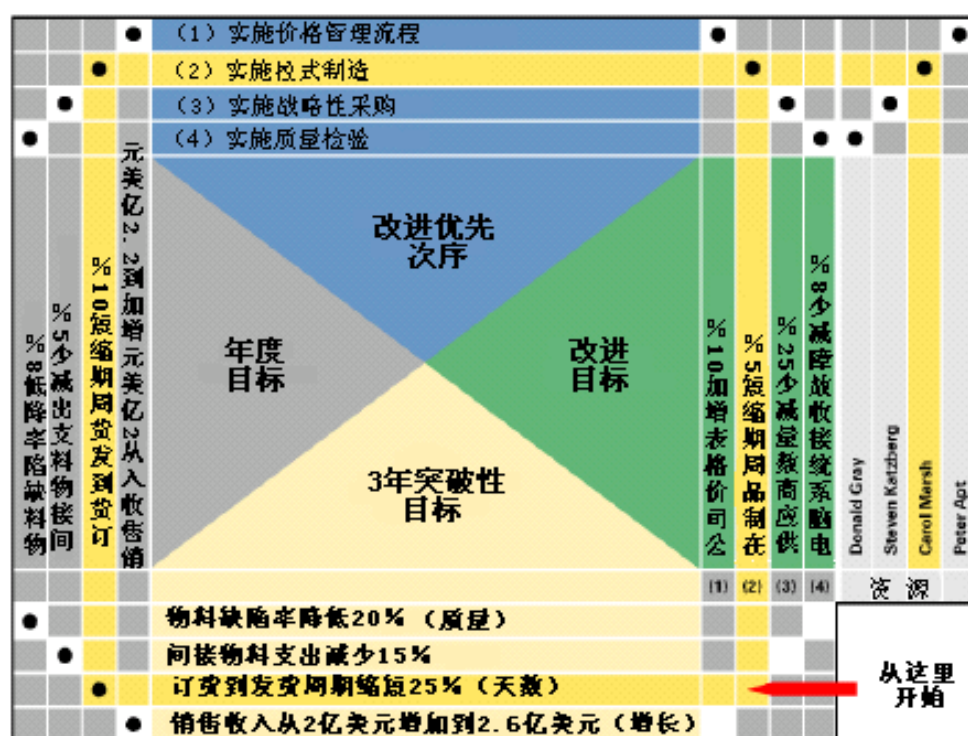 (1) 实施价格管理流程
(2) 实施拉式制造
(3) 实施战略性采购
(4) 实施质量检验
改进优先
次序
年度
目标
改进
目标
3年突破性
目标
物料缺陷率降低8%
间接物料支出减少5%
订货到发货周期缩短10%
销售收入从2亿美元增加到2.2亿美元
公司价格表增加10%
在制品周期缩短5%
供应商数量减少25%
电脑系统接收故障减少8%
Donald Gray
Steven Katzberg
Carol Marsh
Peter Apt
(1) (2) (3) (4) 资源
物料缺陷率降低20% (质量)
间接物料支出减少15%
订货到发货周期缩短25% (天数)
销售收入从2亿美元增加到2.6亿美元 (增长)
从这里
开始